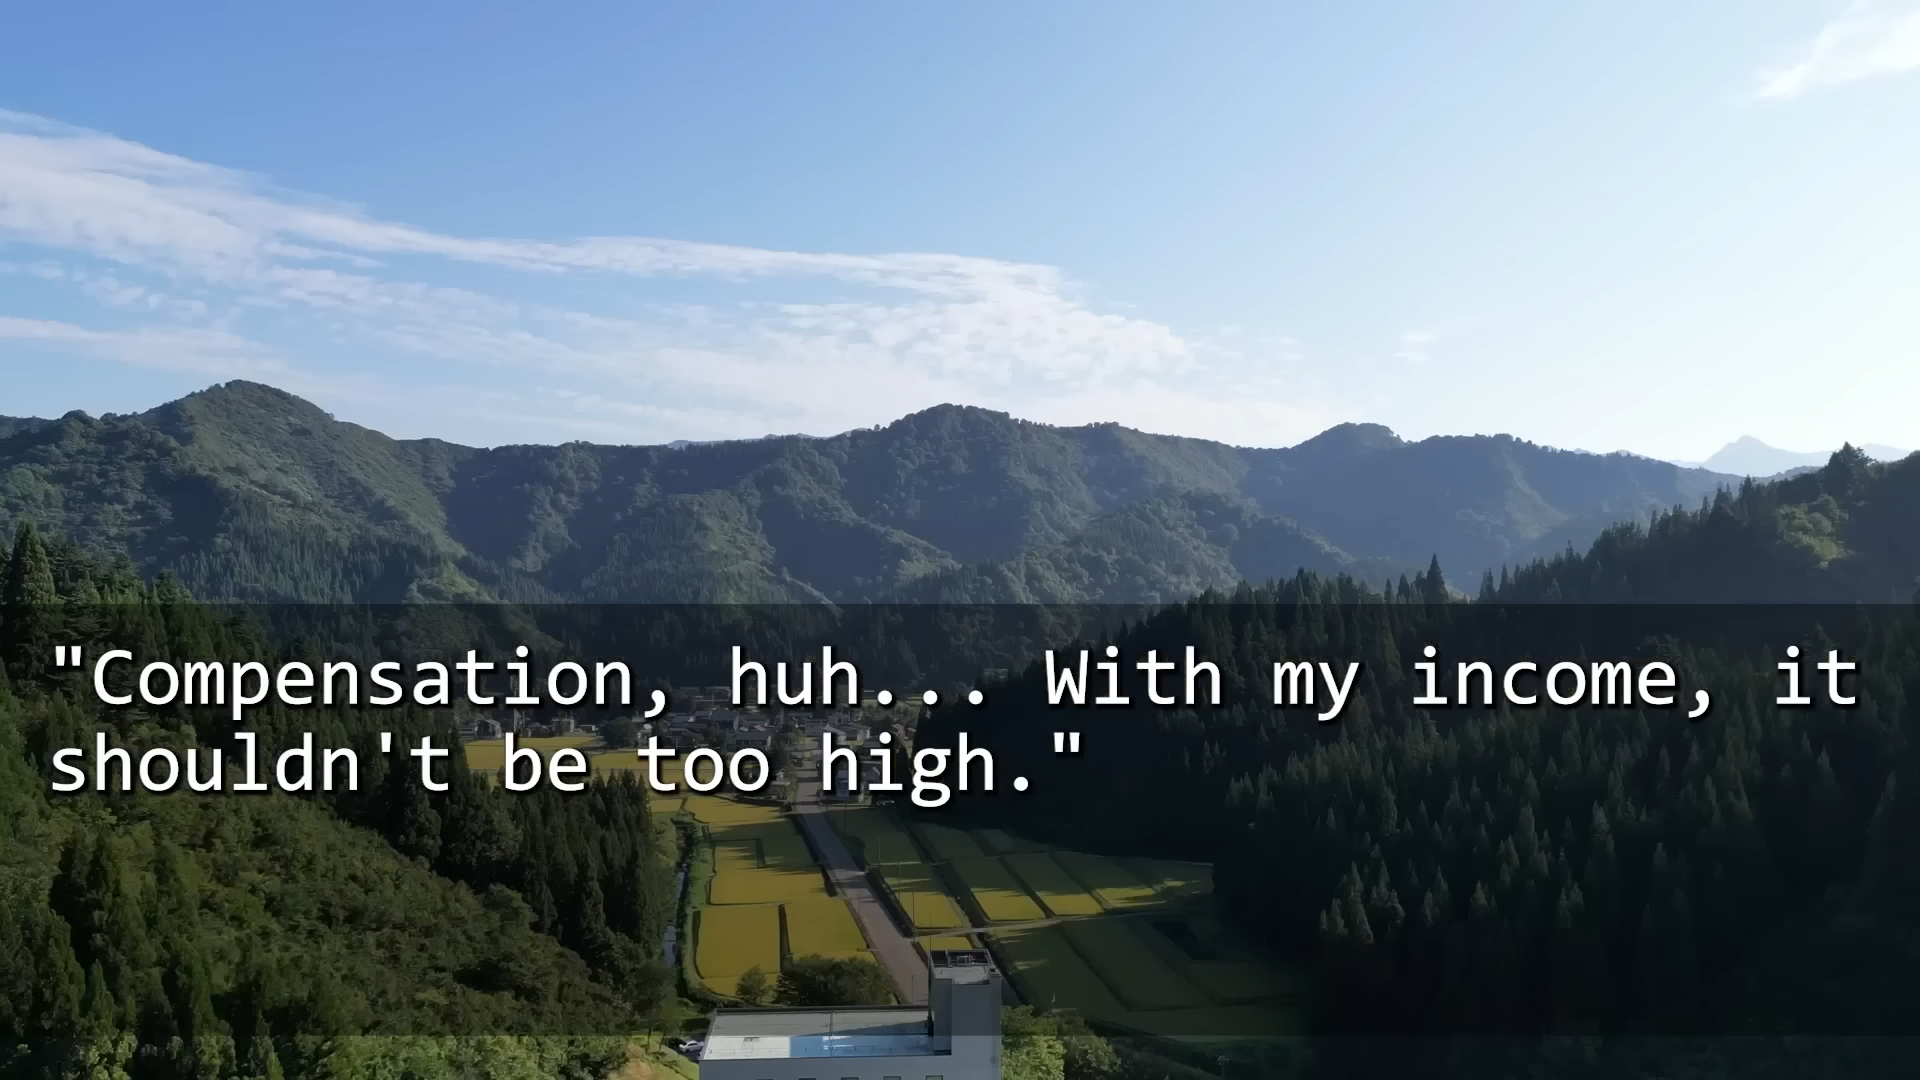 "Compensation, huh... With my income, it
shouldn't be too high."